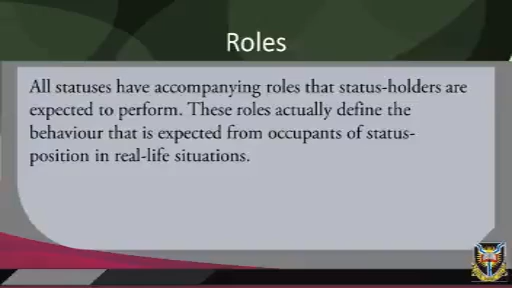 Roles
All statuses have accompanying roles that status-holders are
expected to perform. These roles actually define the
behaviour that is expected from occupants of status-
position in real-life situations.